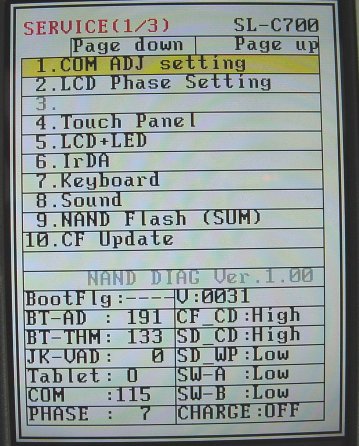 SERVICE(1/3) SL-C700
Page down Page up
1.COM ADJ setting
2.LCD Phase Setting
3.
4.Touch Panel
5.LCD+LED
6.IrDA
7.Keyboard
8.Sound
9.NAND Flash (SUM)
10.CF Update
NAND DIAG Ver.1.00
BootFlg:---- V:0031
BT-AD : 191 CF_CD:High
BT-THM: 133 SD_CD:High
JK-VAD: 0 SD_WP:Low
Tablet: 0 SW-A :Low
COM :115 SW-B :Low
PHASE : 7 CHARGE:OFF